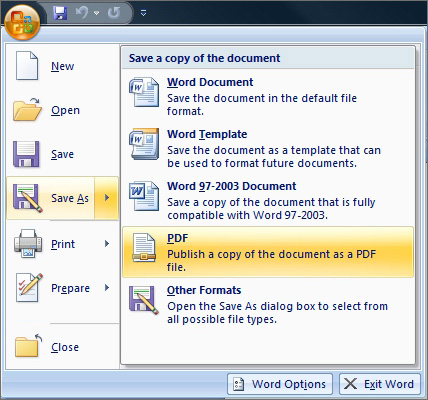 New
Open
Save
Save As
Print
Prepare
Close
Save a copy of the document
Word Document
Save the document in the default file
format.
Word Template
Save the document as a template that can
be used to format future documents.
Word 97-2003 Document
Save a copy of the document that is fully
compatible with Word 97-2003.
PDF
Publish a copy of the document as a PDF
file.
Other Formats
Open the Save As dialog box to select from
all possible file types.
Word Options
Exit Word